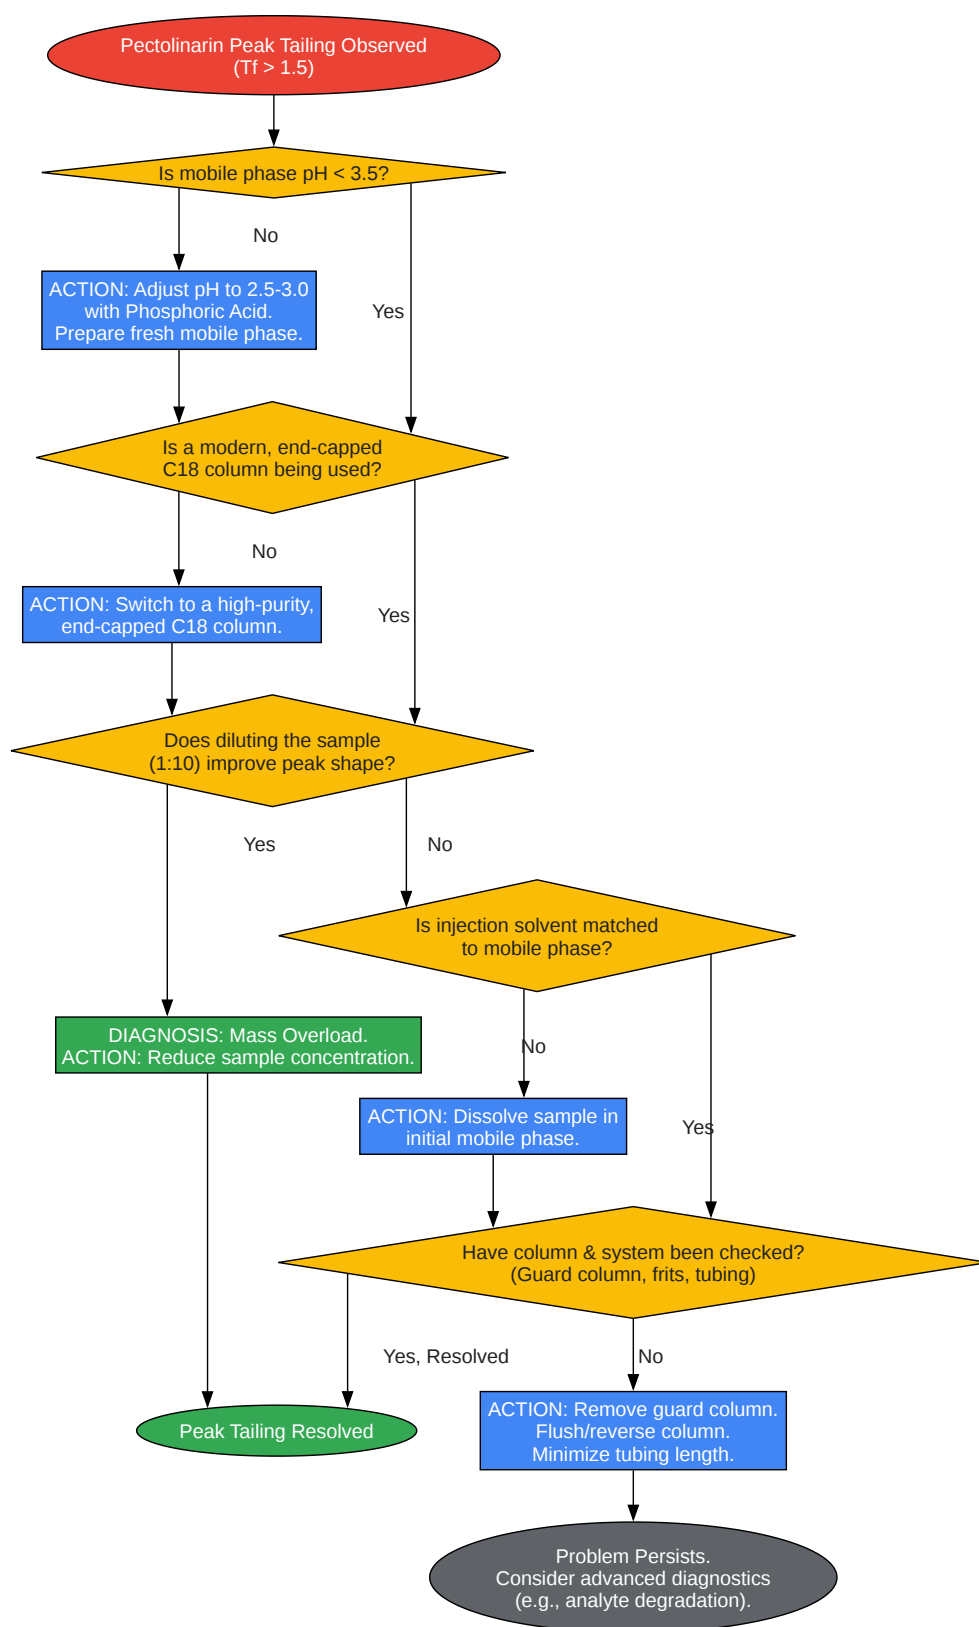 Pectolinarin Peak Tailing Observed
(Tf > 1.5)
Is mobile phase pH < 3.5?
No
ACTION: Adjust pH to 2.5-3.0
with Phosphoric Acid.
Prepare fresh mobile phase.
Yes
Is a modern, end-capped
C18 column being used?
No
ACTION: Switch to a high-purity,
end-capped C18 column.
Yes
Does diluting the sample
(1:10) improve peak shape?
Yes
No
Is injection solvent matched
to mobile phase?
DIAGNOSIS: Mass Overload.
ACTION: Reduce sample concentration.
No
ACTION: Dissolve sample in
initial mobile phase.
Yes
Have column & system been checked?
(Guard column, frits, tubing)
Yes, Resolved
No
Peak Tailing Resolved
ACTION: Remove guard column.
Flush/reverse column.
Minimize tubing length.
Problem Persists.
Consider advanced diagnostics
(e.g., analyte degradation).